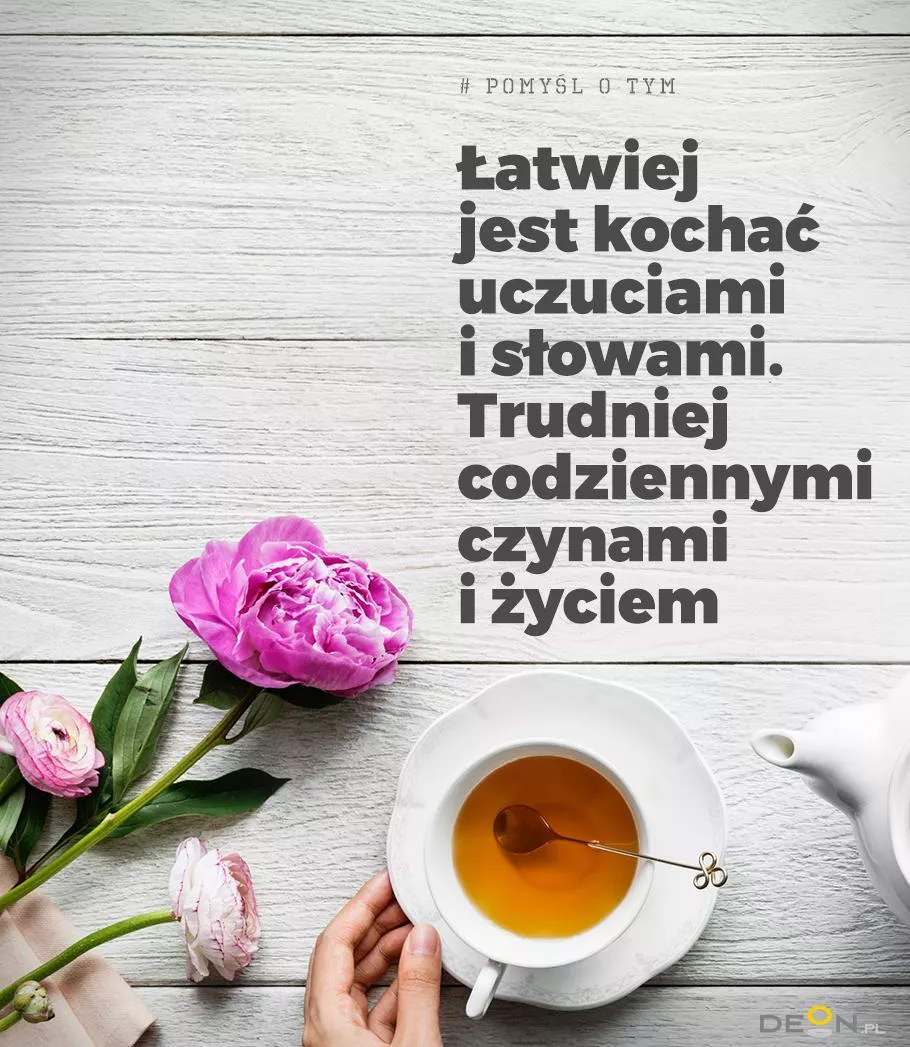 # POMYŚL O TYM
Łatwiej
jest kochać
uczuciami
i słowami.
Trudniej
codziennymi
czynami
i życiem
DEON.PL